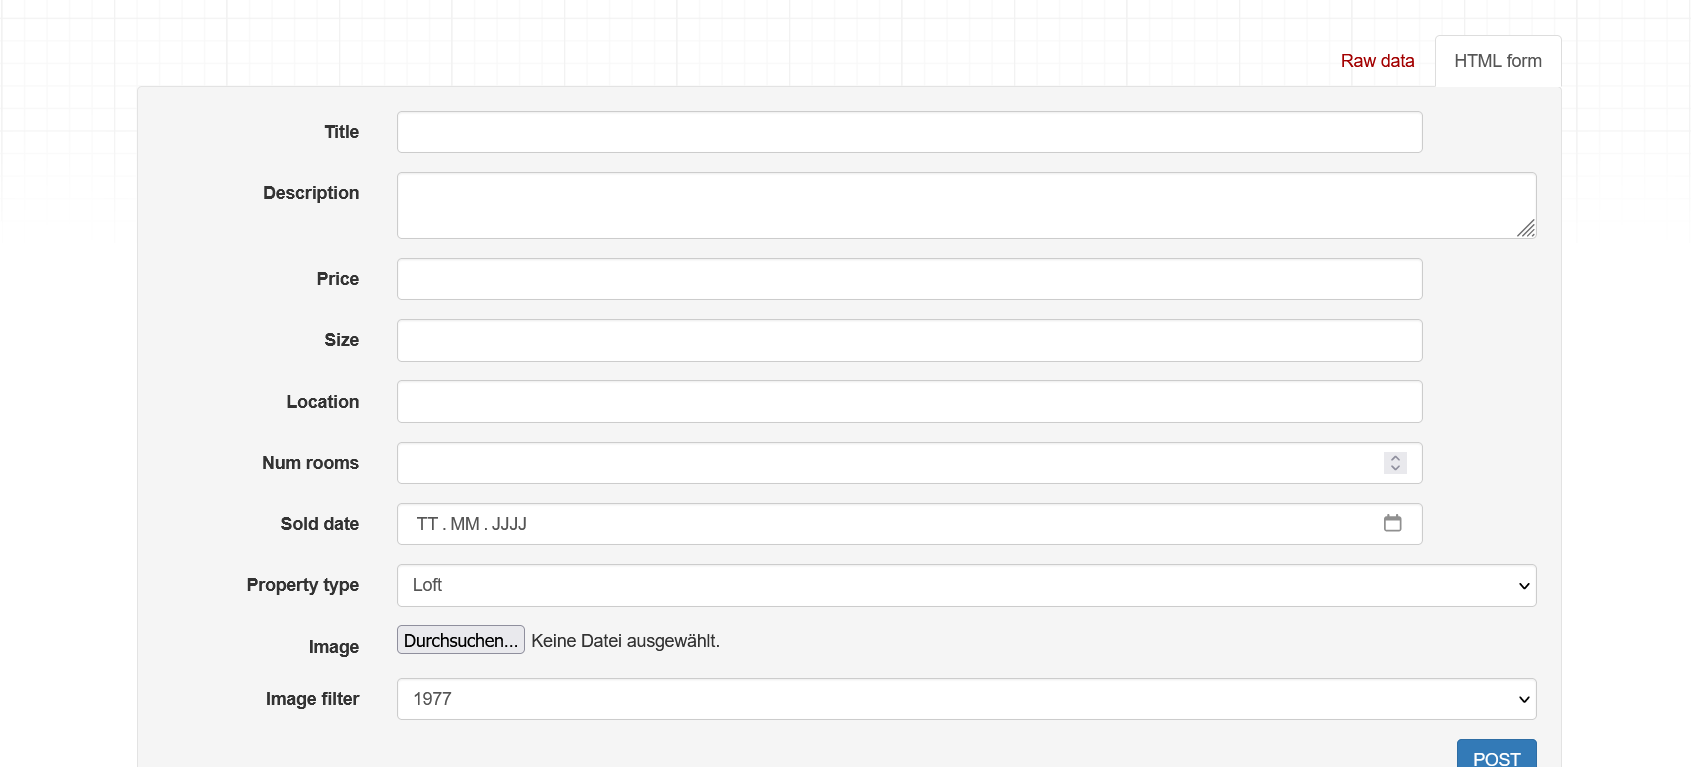 Raw data
HTML form
Title
Description
Price
Size
Location
Num rooms
Sold date TT . MM . JJJJ
Property type Loft
Image Durchsuchen... Keine Datei ausgewählt.
Image filter 1977
POST